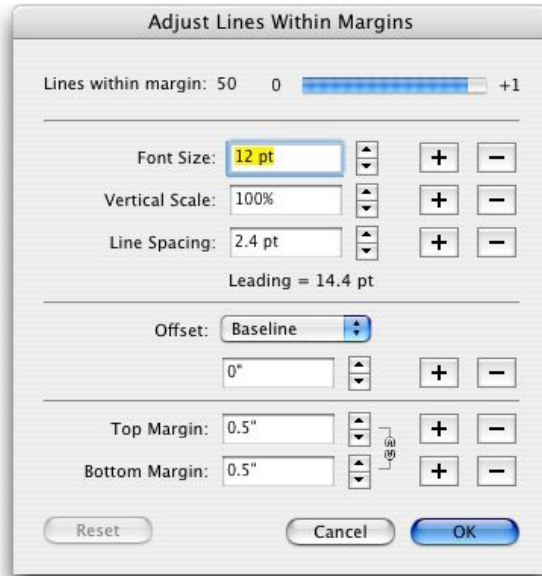 Adjust Lines Within Margins
Lines within margin: 50 0 +1
Font Size: 12 pt + −
Vertical Scale: 100% + −
Line Spacing: 2.4 pt + −
Leading = 14.4 pt
Offset: Baseline
0" + −
Top Margin: 0.5" + −
Bottom Margin: 0.5" + −
Reset Cancel OK